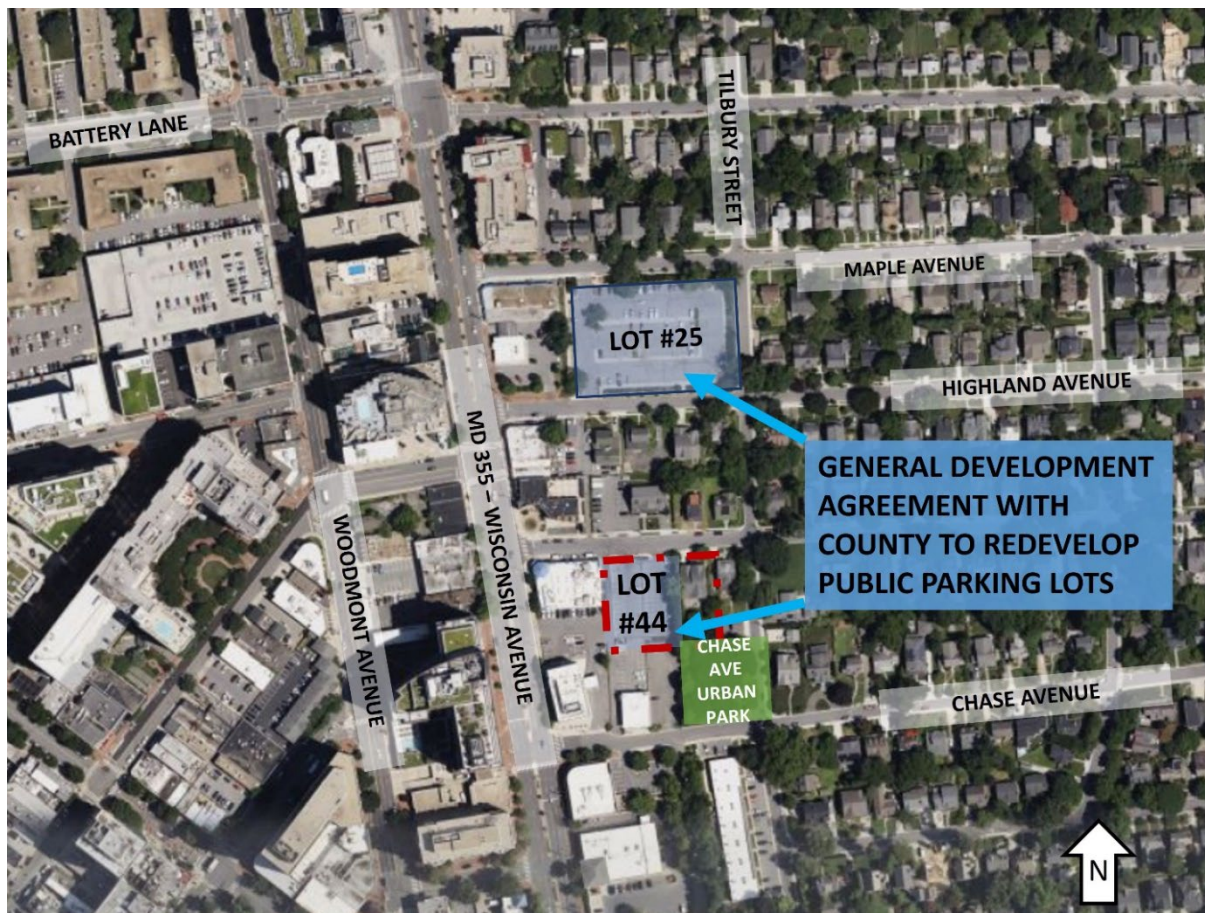 BATTERY LANE
TILBURY STREET
MAPLE AVENUE
LOT #25
HIGHLAND AVENUE
MD 355 – WISCONSIN AVENUE
GENERAL DEVELOPMENT
AGREEMENT WITH
COUNTY TO REDEVELOP
PUBLIC PARKING LOTS
WOODMONT AVENUE
LOT
#44
CHASE
AVE
URBAN
PARK
CHASE AVENUE
N